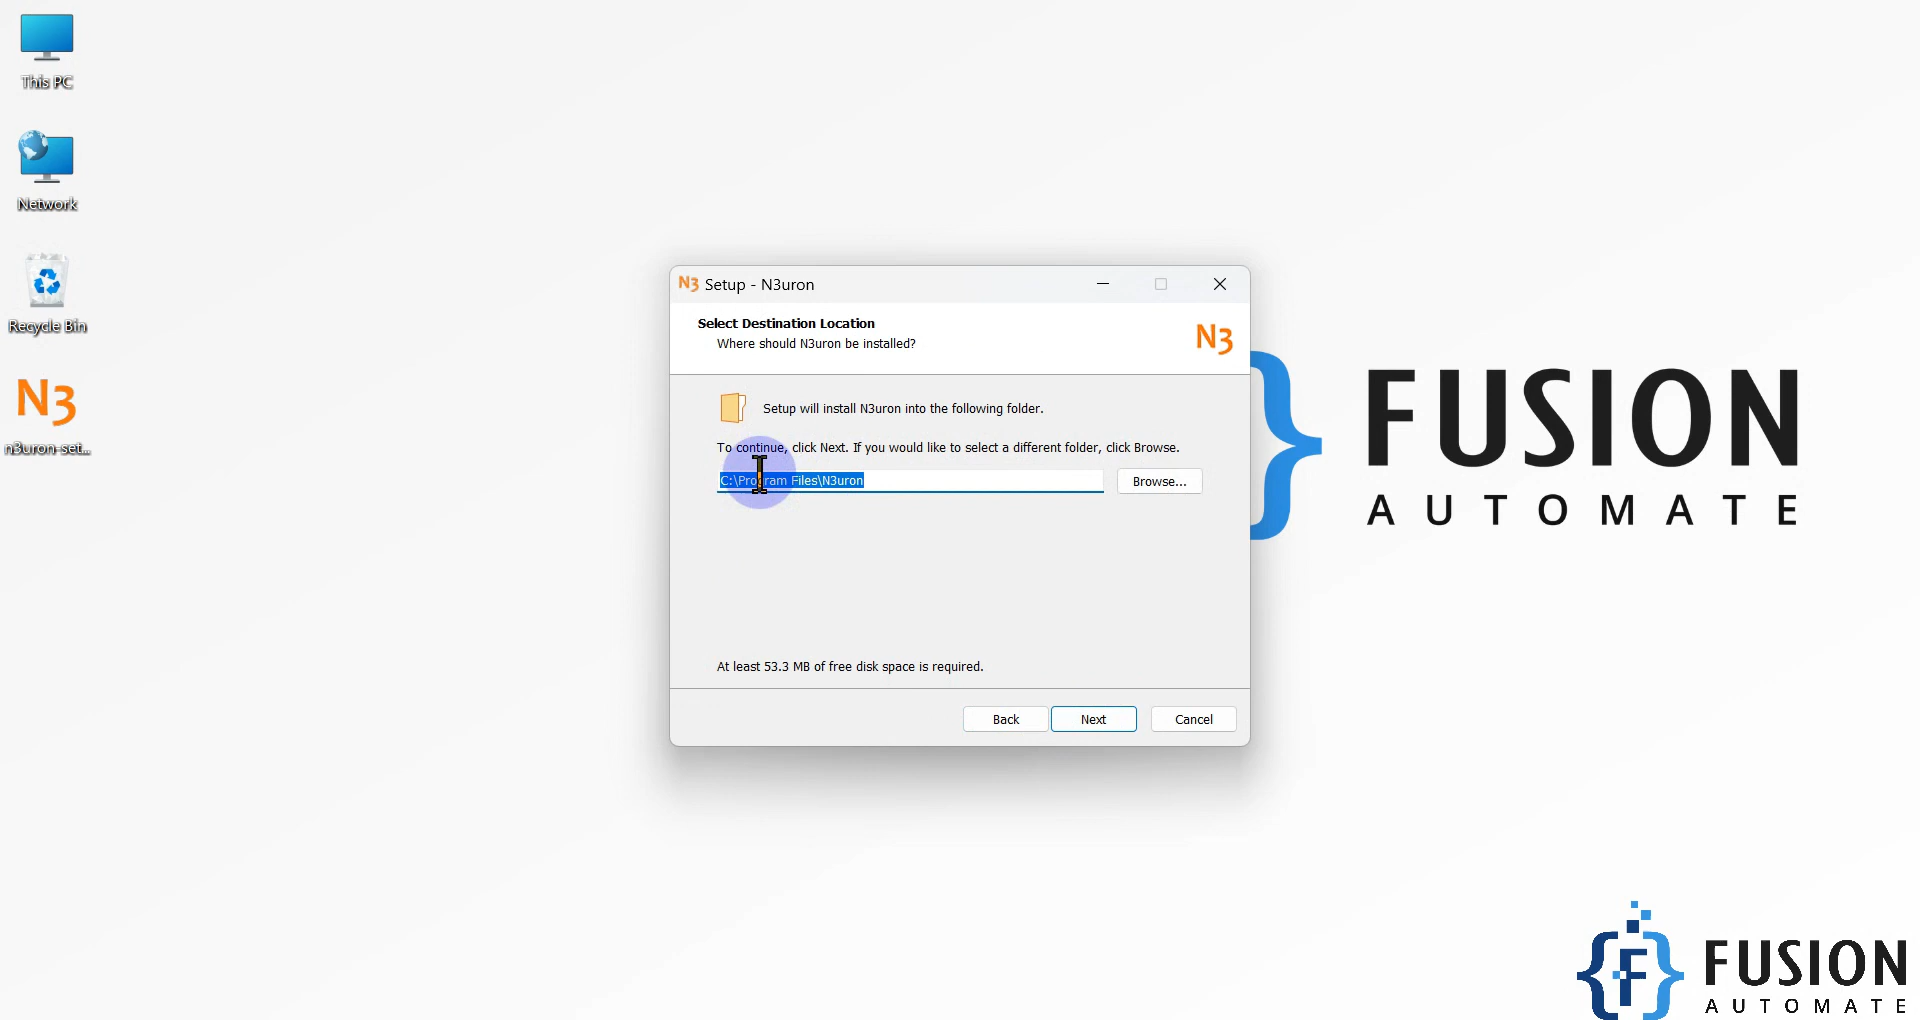 This PC
Network
Recycle Bin
N3
n3uron-set...
N3 Setup - N3uron
Select Destination Location
Where should N3uron be installed?
N3
Setup will install N3uron into the following folder.
To continue, click Next. If you would like to select a different folder, click Browse.
C:\Program Files\N3uron
Browse...
At least 53.3 MB of free disk space is required.
Back
Next
Cancel
FUSION
AUTOMATE
F
FUSION
AUTOMATE